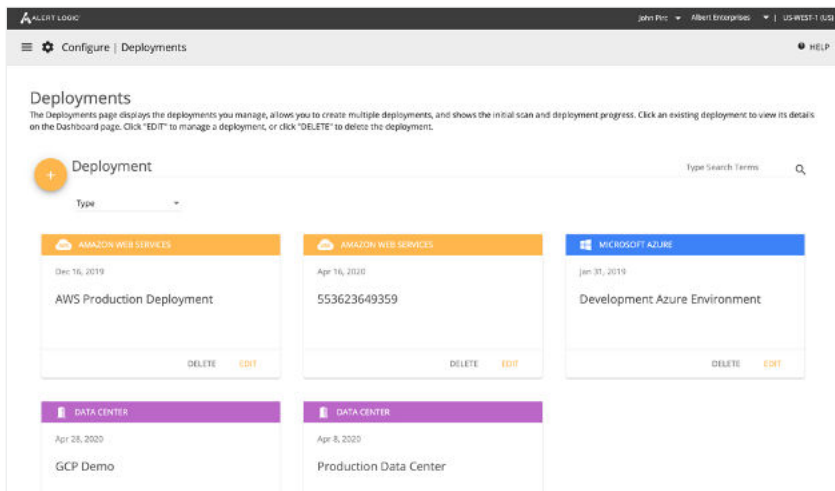 ALERT LOGIC
John Pirc Albert Enterprises | US-WEST-1 (US)
Configure | Deployments
HELP
Deployments
The Deployments page displays the deployments you manage, allows you to create multiple deployments, and shows the initial scan and deployment progress. Click an existing deployment to view its details
on the Dashboard page. Click "EDIT" to manage a deployment, or click "DELETE" to delete the deployment.
+ Deployment
Type Search Terms
Type
AMAZON WEB SERVICES
Dec 16, 2019
AWS Production Deployment
DELETE EDIT
AMAZON WEB SERVICES
Apr 16, 2020
553623649359
DELETE EDIT
MICROSOFT AZURE
Jan 31, 2019
Development Azure Environment
DELETE EDIT
DATA CENTER
Apr 28, 2020
GCP Demo
DATA CENTER
Apr 8, 2020
Production Data Center